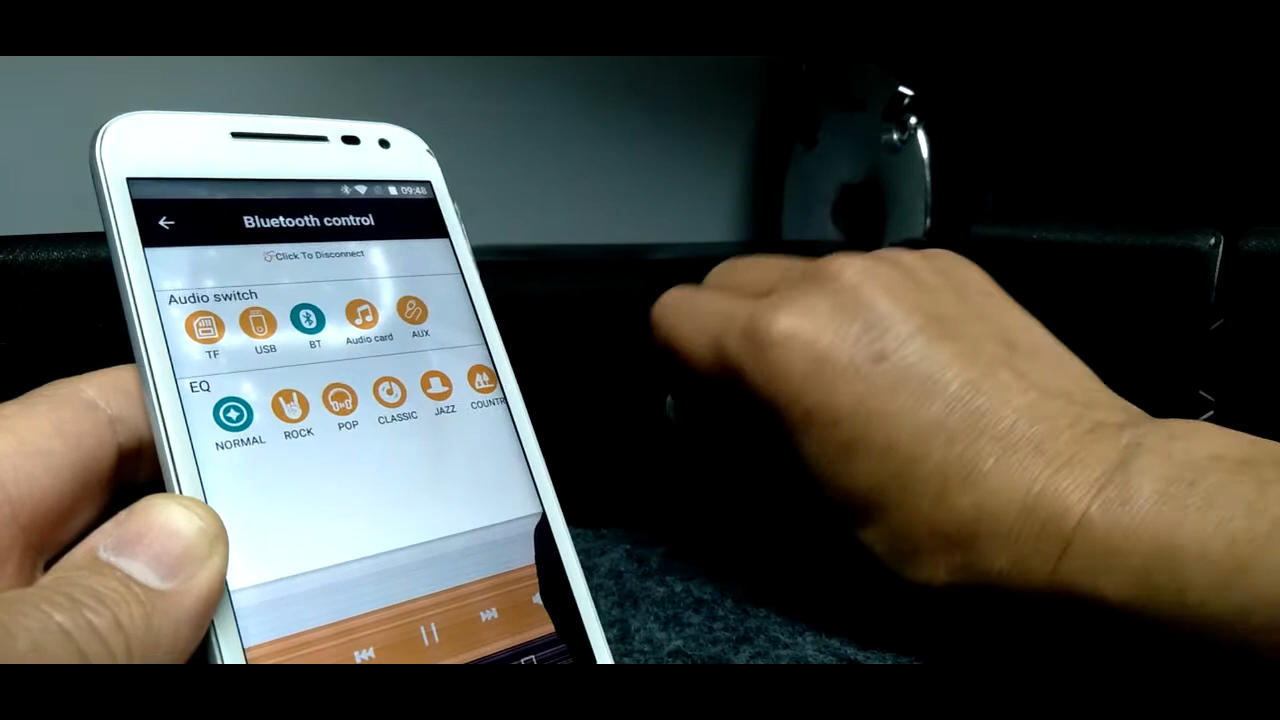 09:48
Bluetooth control
Click To Disconnect
Audio switch
TF USB BT Audio card AUX
EQ
NORMAL ROCK POP CLASSIC JAZZ COUNTR